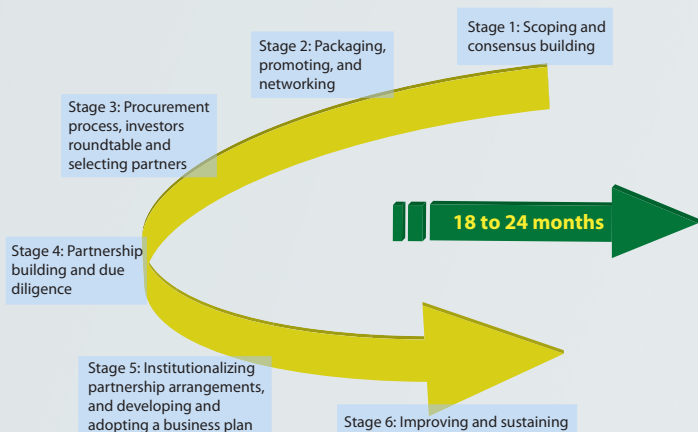 Stage 1: Scoping and
consensus building
Stage 2: Packaging,
promoting, and
networking
Stage 3: Procurement
process, investors
roundtable and
selecting partners
18 to 24 months
Stage 4: Partnership
building and due
diligence
Stage 5: Institutionalizing
partnership arrangements,
and developing and
adopting a business plan
Stage 6: Improving and sustaining